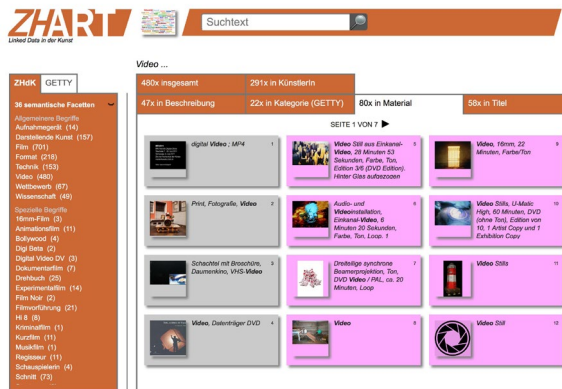 ZHART
Linked Data in der Kunst
Suchtext
Video ...
ZHdK GETTY
480x insgesamt 291x in KünstlerIn
47x in Beschreibung 22x in Kategorie (GETTY) 80x in Material 58x in Titel
SEITE 1 VON 7
36 semantische Facetten
Allgemeinere Begriffe
Aufnahmegerät (14)
Darstellende Kunst (157)
Film (701)
Format (218)
Technik (153)
Video (480)
Wettbewerb (67)
Wissenschaft (49)
Spezielle Begriffe
16mm-Film (3)
Animationsfilm (11)
Bollywood (4)
Digi Beta (2)
Digital Video DV (3)
Dokumentarfilm (7)
Drehbuch (25)
Experimentalfilm (14)
Film Noir (2)
Filmvorführung (21)
Hi 8 (8)
Kriminalfilm (1)
Kurzfilm (11)
Musikfilm (1)
Regisseur (11)
Schauspielerin (4)
Schnitt (73)
digital Video ; MP4 1
Video Still aus Einkanal- 5
Video, 28 Minuten 53
Sekunden, Farbe, Ton,
Edition 3/6 (DVD Edition).
Hinter Glas aufgezogen
Video, 16mm, 22 9
Minuten, Farbe/Ton
Print, Fotografie, Video 2
Audio- und 6
Videoinstallation,
Einkanal-Video, 6
Minuten 20 Sekunden,
Farbe, Ton, Loop. 1
Video Stills, U-Matic 10
High, 60 Minuten, DVD
(ohne Ton), Edition von
10, 1 Artist Copy und 1
Exhibition Copy
Schachtel mit Broschüre, 3
Daumenkino, VHS-Video
Dreiteilige synchrone 7
Beamerprojektion, Ton,
DVD Video / PAL, ca. 20
Minuten, Loop
Video Stills 11
Video, Datenträger DVD 4
Video 8
Video Still 12